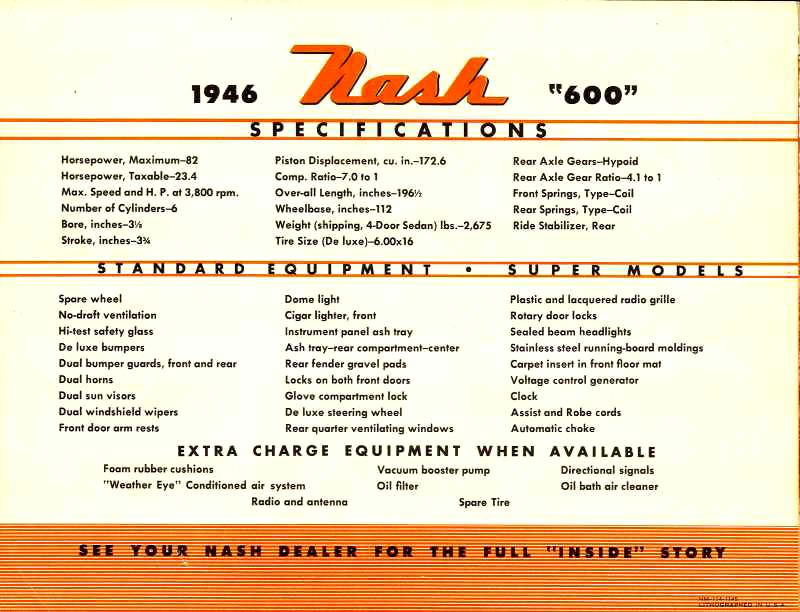 1946 Nash "600"
SPECIFICATIONS
Horsepower, Maximum–82
Horsepower, Taxable–23.4
Max. Speed and H. P. at 3,800 rpm.
Number of Cylinders–6
Bore, inches–3⅛
Stroke, inches–3¾
Piston Displacement, cu. in.–172.6
Comp. Ratio–7.0 to 1
Over-all Length, inches–196½
Wheelbase, inches–112
Weight (shipping, 4-Door Sedan) lbs.–2,675
Tire Size (De luxe)–6.00x16
Rear Axle Gears–Hypoid
Rear Axle Gear Ratio–4.1 to 1
Front Springs, Type–Coil
Rear Springs, Type–Coil
Ride Stabilizer, Rear
STANDARD EQUIPMENT • SUPER MODELS
Spare wheel
No-draft ventilation
Hi-test safety glass
De luxe bumpers
Dual bumper guards, front and rear
Dual horns
Dual sun visors
Dual windshield wipers
Front door arm rests
Dome light
Cigar lighter, front
Instrument panel ash tray
Ash tray–rear compartment–center
Rear fender gravel pads
Locks on both front doors
Glove compartment lock
De luxe steering wheel
Rear quarter ventilating windows
Plastic and lacquered radio grille
Rotary door locks
Sealed beam headlights
Stainless steel running-board moldings
Carpet insert in front floor mat
Voltage control generator
Clock
Assist and Robe cords
Automatic choke
EXTRA CHARGE EQUIPMENT WHEN AVAILABLE
Foam rubber cushions
Vacuum booster pump
Directional signals
"Weather Eye" Conditioned air system
Oil filter
Oil bath air cleaner
Radio and antenna
Spare Tire
SEE YOUR NASH DEALER FOR THE FULL "INSIDE" STORY
LITHOGRAPHED IN U.S.A.